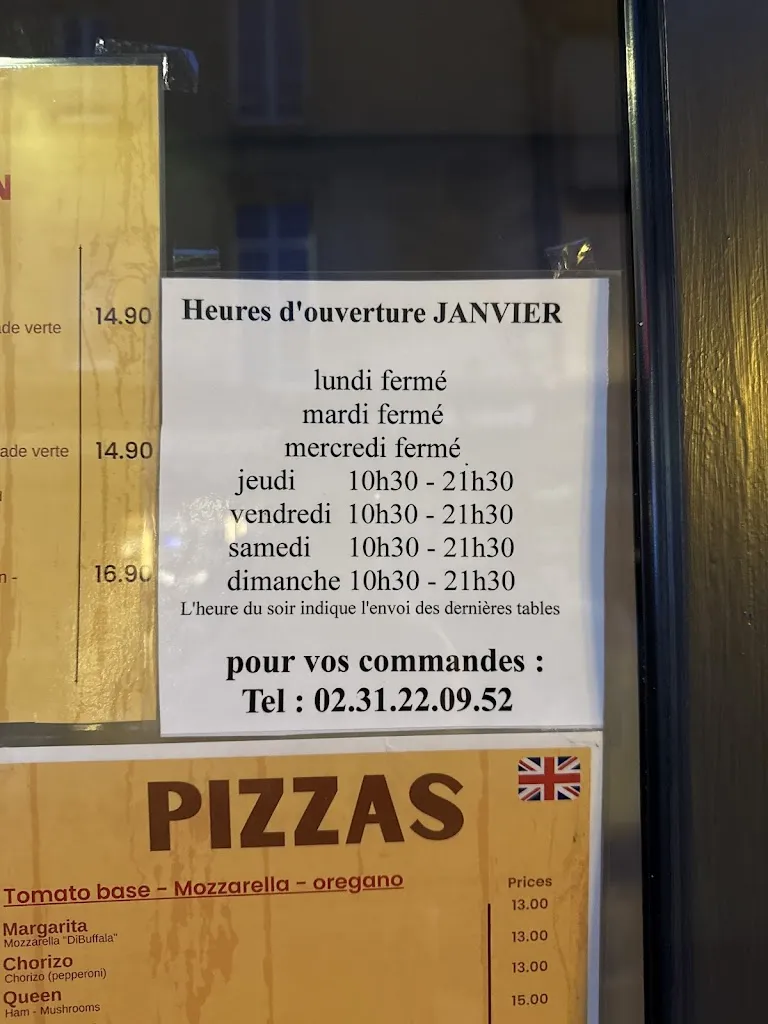 14.90
verte
14.90
verte
16.90
Heures d'ouverture JANVIER
lundi fermé
mardi fermé
mercredi fermé
jeudi 10h30 - 21h30
vendredi 10h30 - 21h30
samedi 10h30 - 21h30
dimanche 10h30 - 21h30
L'heure du soir indique l'envoi des dernières tables
pour vos commandes :
Tel : 02.31.22.09.52
PIZZAS
Tomato base - Mozzarella - oregano
Prices
13.00
Margarita
Mozzarella "DiBuffala"
13.00
Chorizo
Chorizo (pepperoni)
13.00
Queen
Ham - Mushrooms
15.00